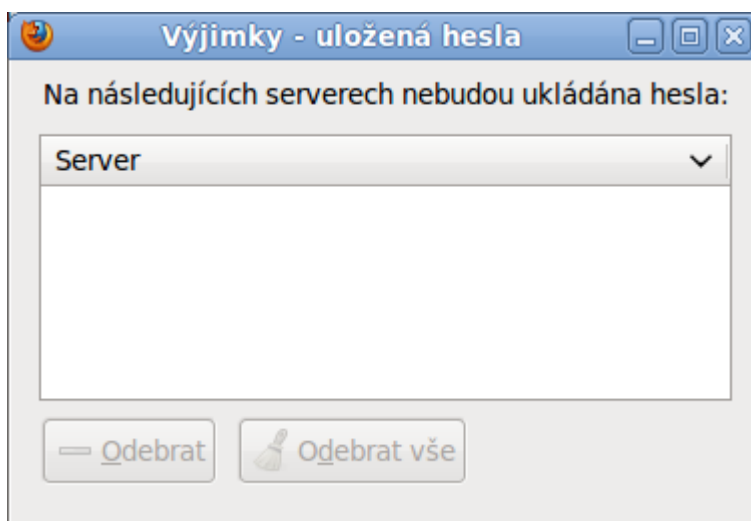 Výjimky - uložená hesla
Na následujících serverech nebudou ukládána hesla:
Server
Odebrat
Odebrat vše